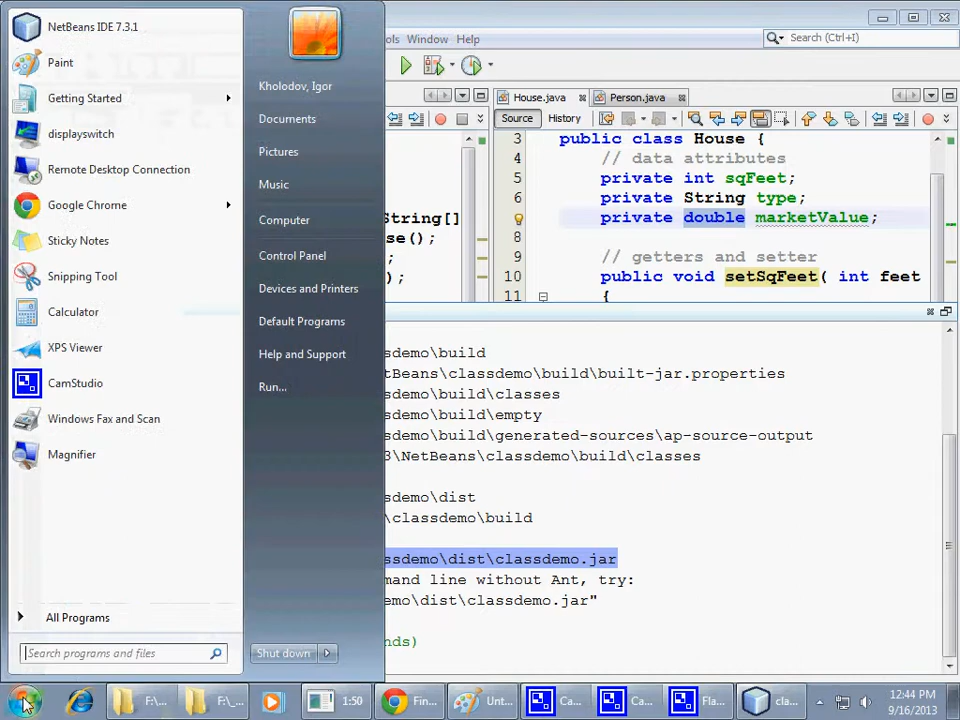 NetBeans IDE 7.3.1
Paint
Getting Started
displayswitch
Remote Desktop Connection
Google Chrome
Sticky Notes
Snipping Tool
Calculator
XPS Viewer
CamStudio
Windows Fax and Scan
Magnifier
All Programs
Search programs and files
Kholodov, Igor
Documents
Pictures
Music
Computer
Control Panel
Devices and Printers
Default Programs
Help and Support
Run...
Shut down
ols Window Help
Search (Ctrl+I)
House.java Person.java
Source History
String[]
se();
;
);
3 public class House {
4 // data attributes
5 private int sqFeet;
6 private String type;
private double marketValue;
8
9 // getters and setter
10 public void setSqFeet( int feet
11 {
ssdemo\build
tBeans\classdemo\build\built-jar.properties
ssdemo\build\classes
ssdemo\build\empty
ssdemo\build\generated-sources\ap-source-output
3\NetBeans\classdemo\build\classes
ssdemo\dist
\classdemo\build
ssdemo\dist\classdemo.jar
mand line without Ant, try:
emo\dist\classdemo.jar"
nds)
F:\... F:\_... 1:50 Fin... Unt... Ca... Ca... Fla... cla...
12:44 PM
9/16/2013